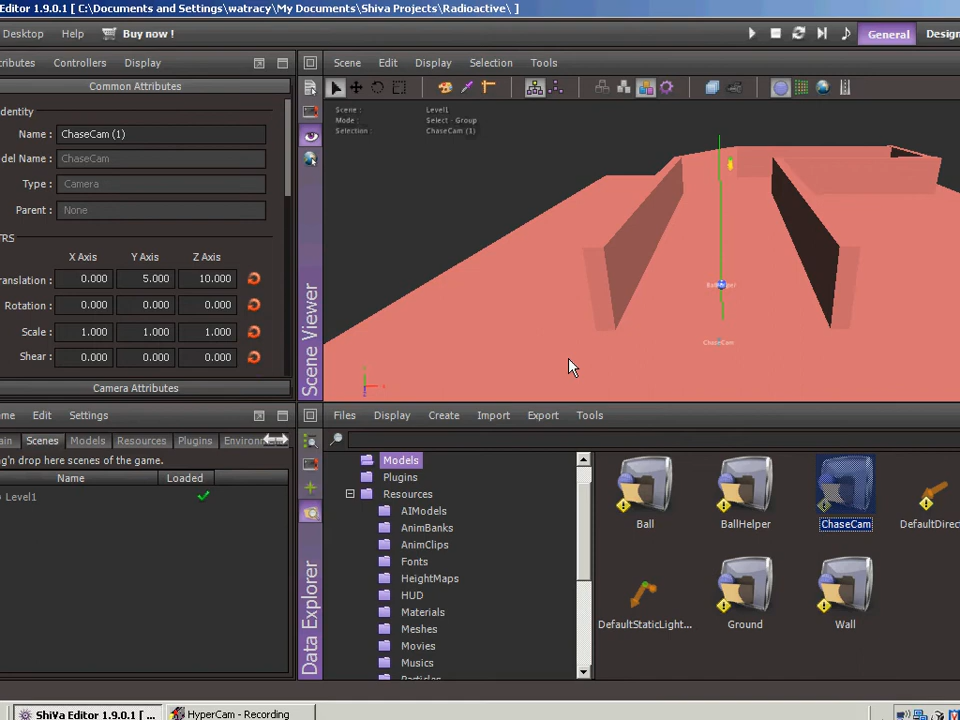 Editor 1.9.0.1 [ C:\Documents and Settings\watracy\My Documents\Shiva Projects\Radioactive\ ]
Desktop Help Buy now ! General Design
ributes Controllers Display
Scene Edit Display Selection Tools
Common Attributes
dentity
Name : ChaseCam (1)
del Name : ChaseCam
Type : Camera
Parent : None
TRS
X Axis Y Axis Z Axis
anslation : 0.000 5.000 10.000
Rotation : 0.000 0.000 0.000
Scale : 1.000 1.000 1.000
Shear : 0.000 0.000 0.000
Camera Attributes
Scene Viewer
Scene : Level1
Mode : Select - Group
Selection : ChaseCam (1)
BallHelper
ChaseCam
me Edit Settings
ain Scenes Models Resources Plugins Environ
g'n drop here scenes of the game.
Name Loaded
Level1
Files Display Create Import Export Tools
Data Explorer
Models
Plugins
Resources
AIModels
AnimBanks
AnimClips
Fonts
HeightMaps
HUD
Materials
Meshes
Movies
Musics
Particles
Ball BallHelper ChaseCam DefaultDirec
DefaultStaticLight... Ground Wall
ShiVa Editor 1.9.0.1 [ ... HyperCam - Recording